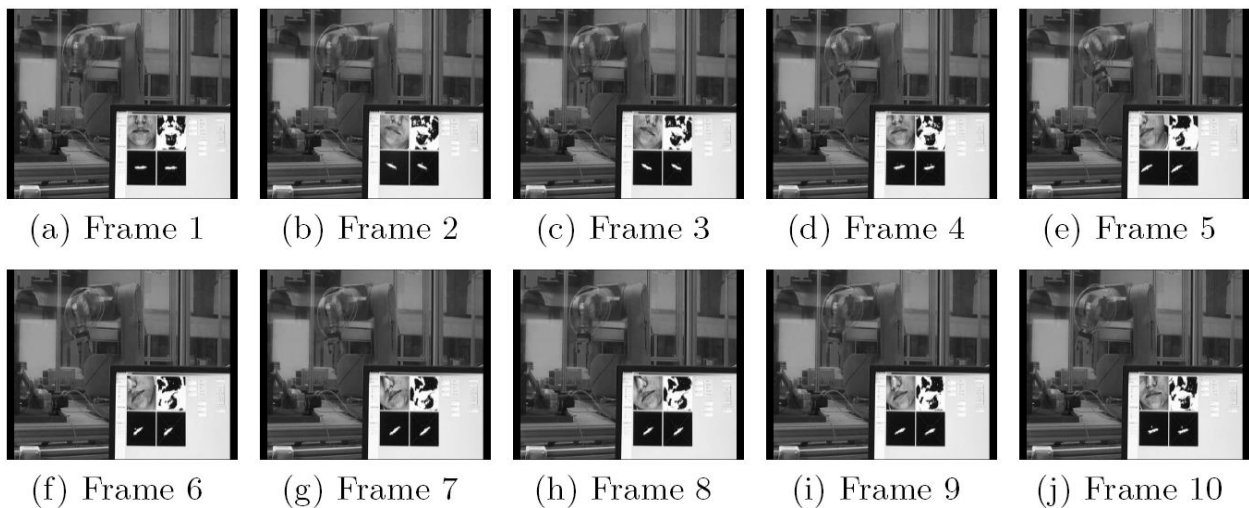 (a) Frame 1
(b) Frame 2
(c) Frame 3
(d) Frame 4
(e) Frame 5
(f) Frame 6
(g) Frame 7
(h) Frame 8
(i) Frame 9
(j) Frame 10